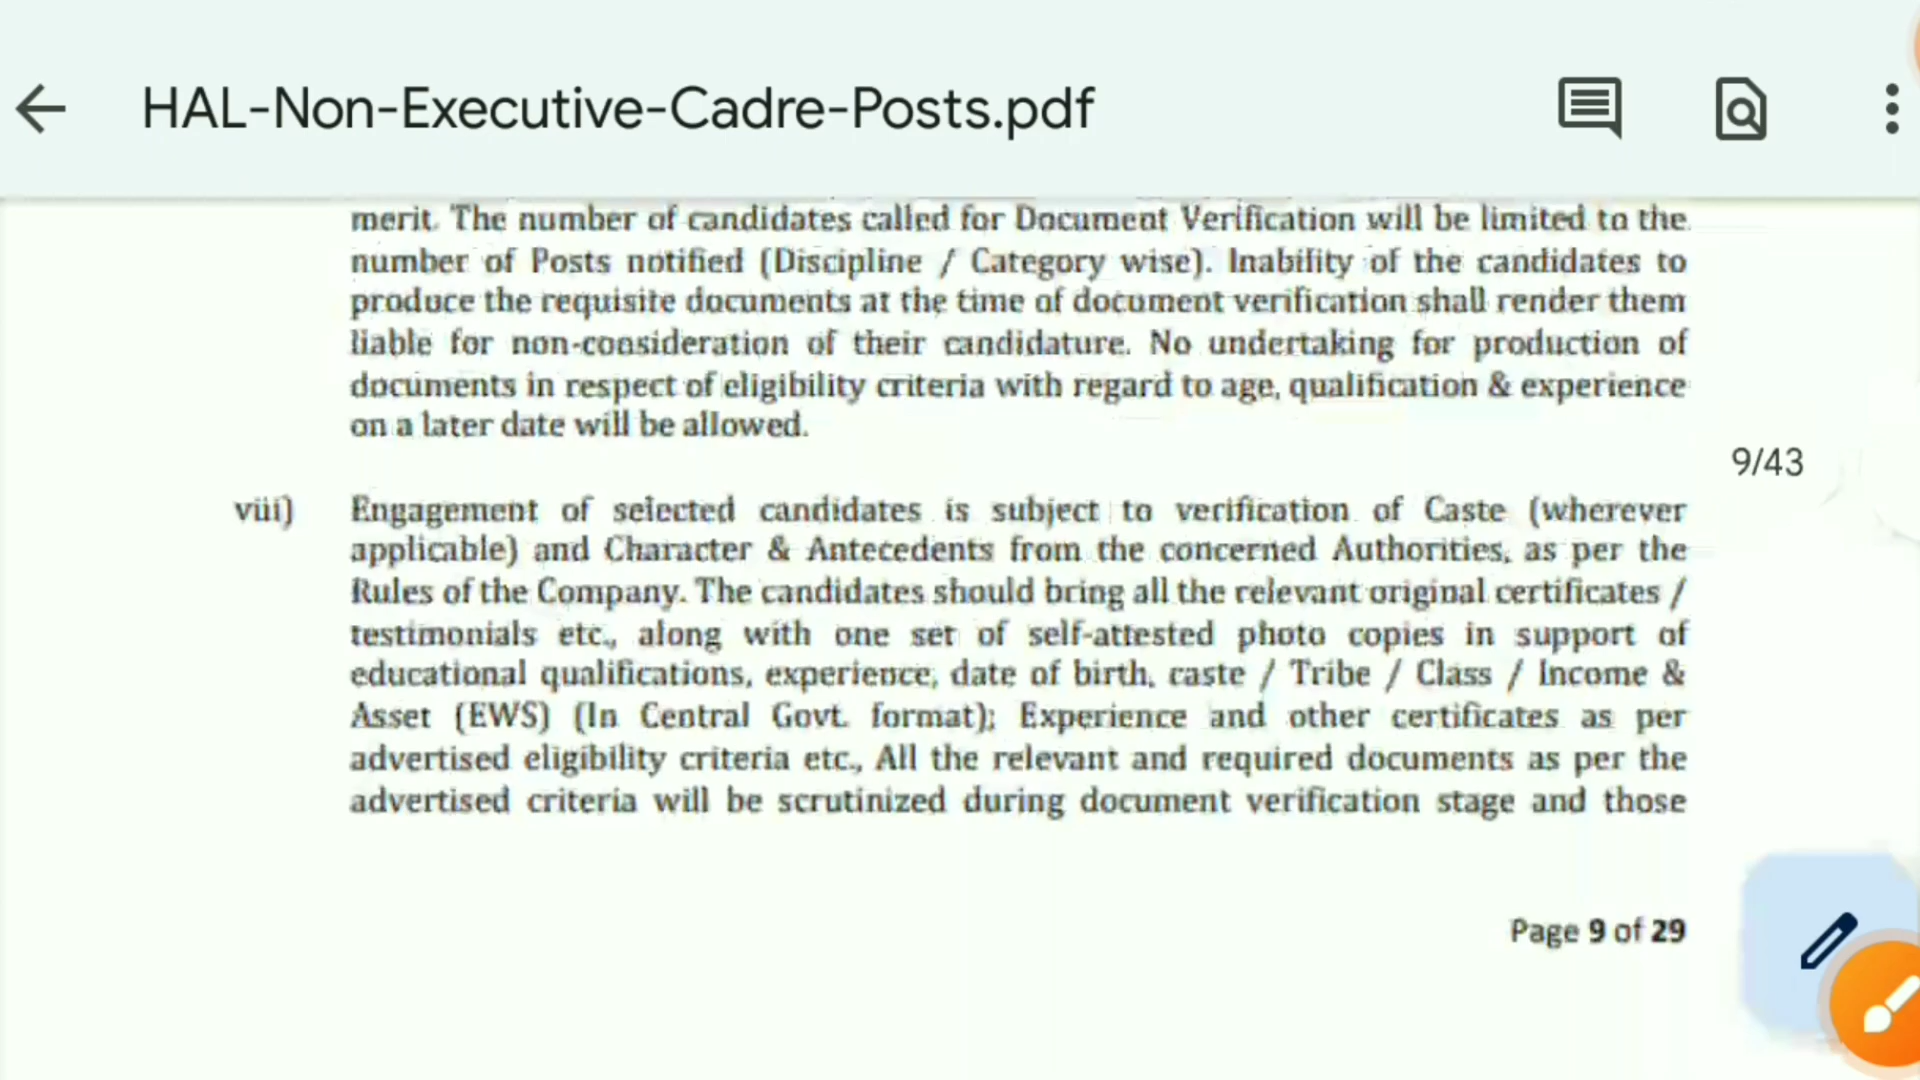 HAL-Non-Executive-Cadre-Posts.pdf
merit. The number of candidates called for Document Verification will be limited to the
number of Posts notified (Discipline / Category wise). Inability of the candidates to
produce the requisite documents at the time of document verification shall render them
liable for non-consideration of their candidature. No undertaking for production of
documents in respect of eligibility criteria with regard to age, qualification & experience
on a later date will be allowed.
9/43
viii) Engagement of selected candidates is subject to verification of Caste (wherever
applicable) and Character & Antecedents from the concerned Authorities, as per the
Rules of the Company. The candidates should bring all the relevant original certificates /
testimonials etc., along with one set of self-attested photo copies in support of
educational qualifications, experience, date of birth, caste / Tribe / Class / Income &
Asset (EWS) (In Central Govt. format); Experience and other certificates as per
advertised eligibility criteria etc., All the relevant and required documents as per the
advertised criteria will be scrutinized during document verification stage and those
Page 9 of 29